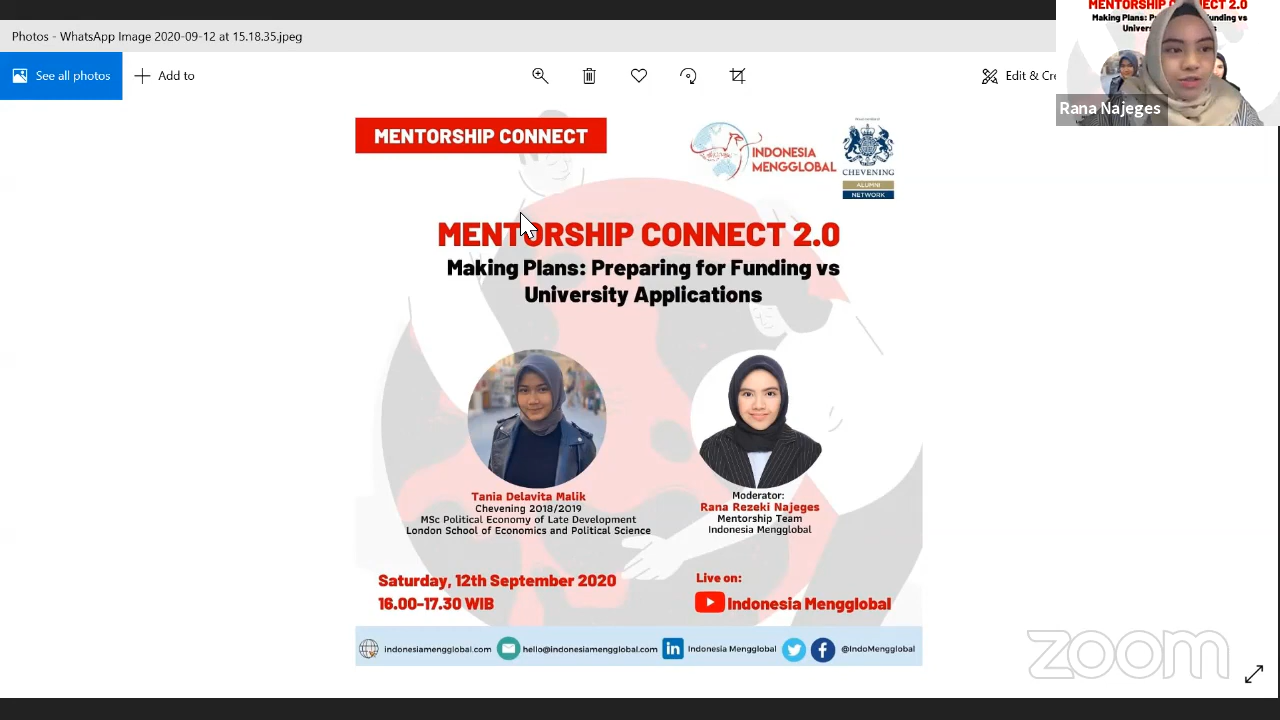 Photos - WhatsApp Image 2020-09-12 at 15.18.35.jpeg
See all photos
Add to
Edit & Cre
MENTORSHIP CONNECT 2.0
Rana Najeges
MENTORSHIP CONNECT
INDONESIA
MENGGLOBAL
CHEVENING
ALUMNI
NETWORK
MENTORSHIP CONNECT 2.0
Making Plans: Preparing for Funding vs
University Applications
Tania Delavita Malik
Chevening 2018/2019
MSc Political Economy of Late Development
London School of Economics and Political Science
Moderator:
Rana Rezeki Najeges
Mentorship Team
Indonesia Mengglobal
Saturday, 12th September 2020
16.00-17.30 WIB
Live on:
Indonesia Mengglobal
indonesiamengglobal.com
hello@indonesiamengglobal.com
in
Indonesia Mengglobal
@IndoMengglobal
zoom